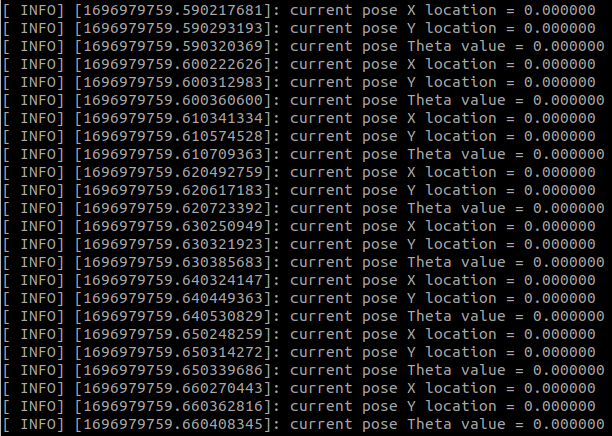 [ INFO] [1696979759.590217681]: current pose X location = 0.000000
[ INFO] [1696979759.590293193]: current pose Y location = 0.000000
[ INFO] [1696979759.590320369]: current pose Theta value = 0.000000
[ INFO] [1696979759.600222626]: current pose X location = 0.000000
[ INFO] [1696979759.600312983]: current pose Y location = 0.000000
[ INFO] [1696979759.600360600]: current pose Theta value = 0.000000
[ INFO] [1696979759.610341334]: current pose X location = 0.000000
[ INFO] [1696979759.610574528]: current pose Y location = 0.000000
[ INFO] [1696979759.610709363]: current pose Theta value = 0.000000
[ INFO] [1696979759.620492759]: current pose X location = 0.000000
[ INFO] [1696979759.620617183]: current pose Y location = 0.000000
[ INFO] [1696979759.620723392]: current pose Theta value = 0.000000
[ INFO] [1696979759.630250949]: current pose X location = 0.000000
[ INFO] [1696979759.630321923]: current pose Y location = 0.000000
[ INFO] [1696979759.630385683]: current pose Theta value = 0.000000
[ INFO] [1696979759.640324147]: current pose X location = 0.000000
[ INFO] [1696979759.640449363]: current pose Y location = 0.000000
[ INFO] [1696979759.640530829]: current pose Theta value = 0.000000
[ INFO] [1696979759.650248259]: current pose X location = 0.000000
[ INFO] [1696979759.650314272]: current pose Y location = 0.000000
[ INFO] [1696979759.650339686]: current pose Theta value = 0.000000
[ INFO] [1696979759.660270443]: current pose X location = 0.000000
[ INFO] [1696979759.660362816]: current pose Y location = 0.000000
[ INFO] [1696979759.660408345]: current pose Theta value = 0.000000